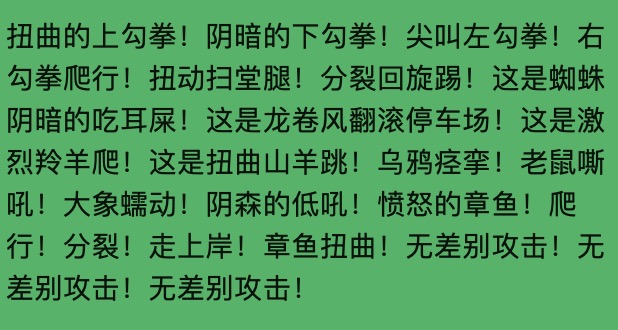 扭曲的上勾拳！阴暗的下勾拳！尖叫左勾拳！右
勾拳爬行！扭动扫堂腿！分裂回旋踢！这是蜘蛛
阴暗的吃耳屎！这是龙卷风翻滚停车场！这是激
烈羚羊爬！这是扭曲山羊跳！乌鸦痉挛！老鼠嘶
吼！大象蠕动！阴森的低吼！愤怒的章鱼！爬
行！分裂！走上岸！章鱼扭曲！无差别攻击！无
差别攻击！无差别攻击！